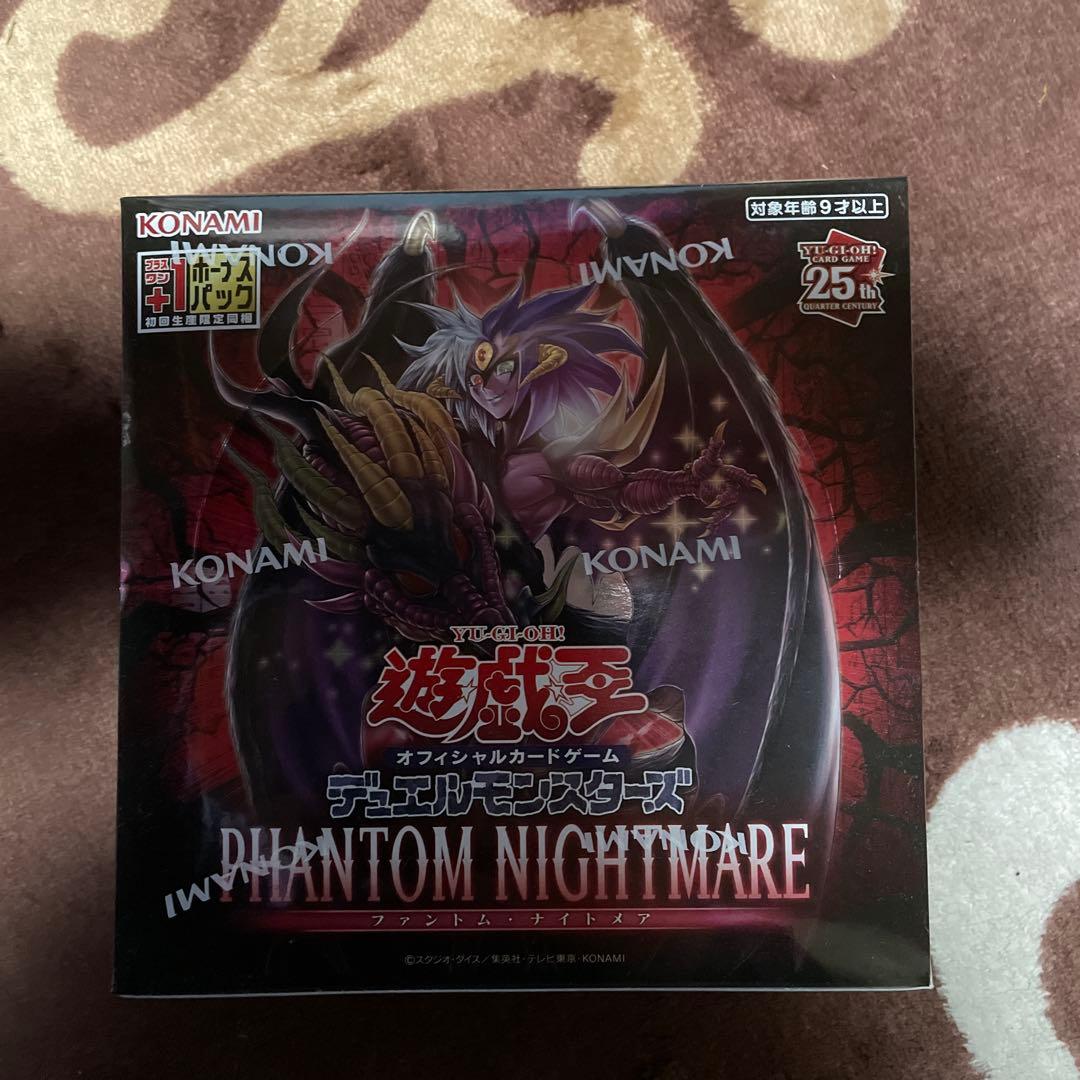 KONAMI
対象年齢9才以上
プラスワン
+1ボーナスパック
初回生産限定同梱
YU-GI-OH!
CARD GAME
25th
QUARTER CENTURY
KONAMI
KONAMI
KONAMI
KONAMI
YU-GI-OH!
遊戯王
オフィシャルカードゲーム
デュエルモンスターズ
PHANTOM NIGHTMARE
KONAMI
KONAMI
ファントム・ナイトメア
©スタジオ・ダイス/集英社・テレビ東京・KONAMI